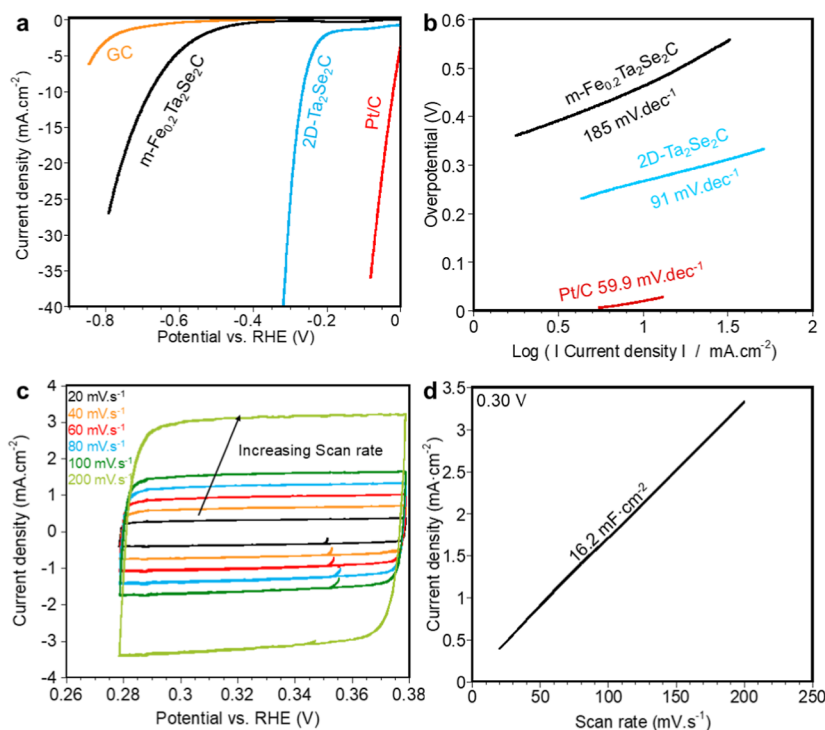 a
GC
m-Fe₀.₂Ta₂Se₂C
2D-Ta₂Se₂C
Pt/C
Current density (mA.cm⁻²)
0
-5
-10
-15
-20
-25
-30
-35
-40
-0.8
-0.6
-0.4
-0.2
0
Potential vs. RHE (V)
b
m-Fe₀.₂Ta₂Se₂C
185 mV.dec⁻¹
2D-Ta₂Se₂C
91 mV.dec⁻¹
Pt/C 59.9 mV.dec⁻¹
Overpotential (V)
0.6
0.5
0.4
0.3
0.2
0.1
0
0
0.5
1
1.5
2
Log ( I Current density I / mA.cm⁻²)
c
20 mV.s⁻¹
40 mV.s⁻¹
60 mV.s⁻¹
80 mV.s⁻¹
100 mV.s⁻¹
200 mV.s⁻¹
Increasing Scan rate
Current density (mA.cm⁻²)
4
3
2
1
0
-1
-2
-3
-4
0.26
0.3
0.32
0.34
0.36
0.38
Potential vs. RHE (V)
d
0.30 V
16.2 mF·cm⁻²
Current density (mA·cm⁻²)
3.5
3
2.5
2
1.5
1
0.5
0
0
50
100
150
200
250
Scan rate (mV.s⁻¹)